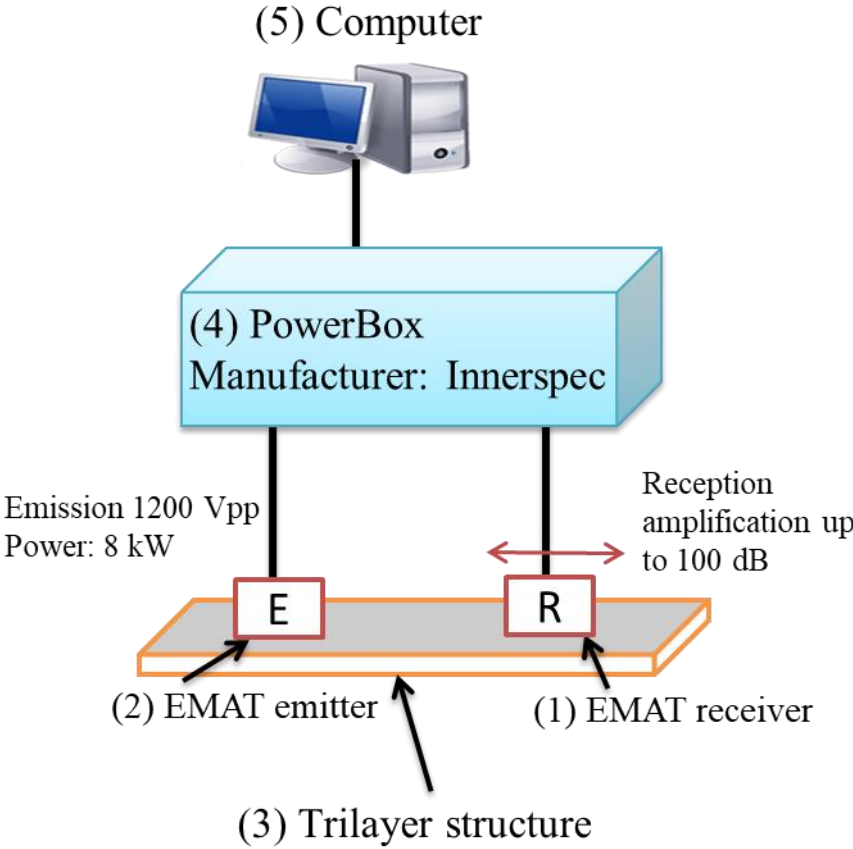 (5) Computer
(4) PowerBox
Manufacturer: Innerspec
Emission 1200 Vpp
Power: 8 kW
Reception
amplification up
to 100 dB
E
R
(2) EMAT emitter
(1) EMAT receiver
(3) Trilayer structure